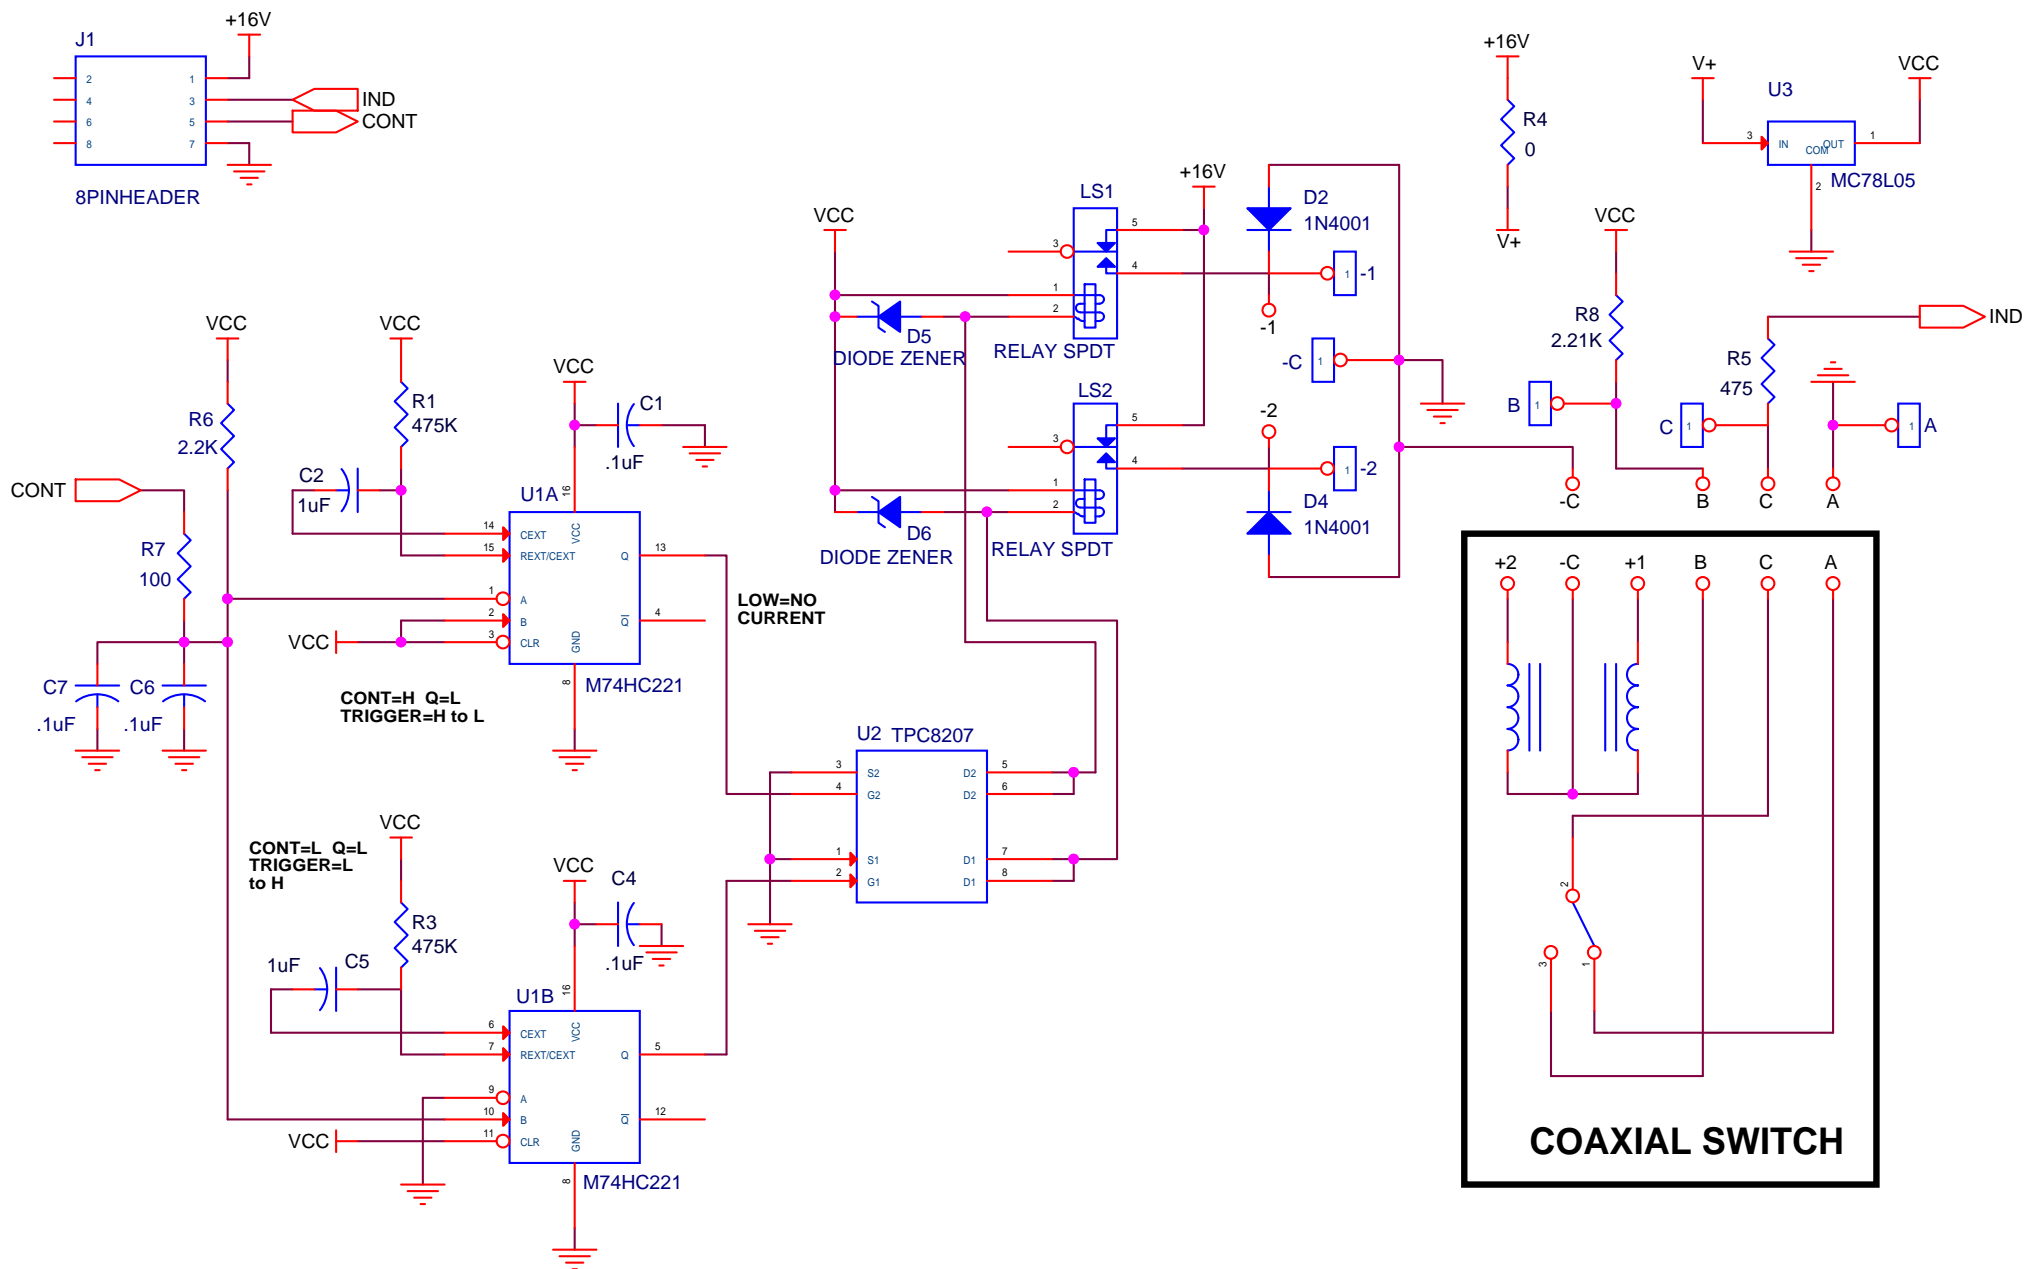 J1
+16V
2
1
4
3
IND
6
5
CONT
8
7
8PINHEADER
+16V
R4
0
V+
V+
VCC
U3
3
IN
COM
OUT
1
2
MC78L05
+16V
LS1
D2
1N4001
5
3
4
-1
1
1
2
-1
VCC
D5
DIODE ZENER
RELAY SPDT
-C
1
LS2
-2
5
3
4
-2
1
1
2
D4
1N4001
D6
DIODE ZENER
RELAY SPDT
VCC
R8
2.21K
B
1
R5
475
IND
C
1
A
1
-C
B
C
A
VCC
VCC
R6
2.2K
R1
475K
VCC
C1
.1uF
C2
1uF
CONT
R7
100
U1A
16
14
CEXT
VCC
15
REXT/CEXT
Q
13
1
A
2
B
Q
4
3
CLR
GND
8
VCC
M74HC221
LOW=NO
CURRENT
C7
.1uF
C6
.1uF
CONT=H Q=L
TRIGGER=H to L
U2
TPC8207
3
S2
D2
5
4
G2
D2
6
1
S1
D1
7
2
G1
D1
8
VCC
CONT=L Q=L
TRIGGER=L
to H
R3
475K
VCC
C4
.1uF
1uF
C5
U1B
16
6
CEXT
VCC
7
REXT/CEXT
Q
5
9
A
10
B
Q
12
11
CLR
GND
8
VCC
M74HC221
+2
-C
+1
B
C
A
2
3
1
COAXIAL SWITCH